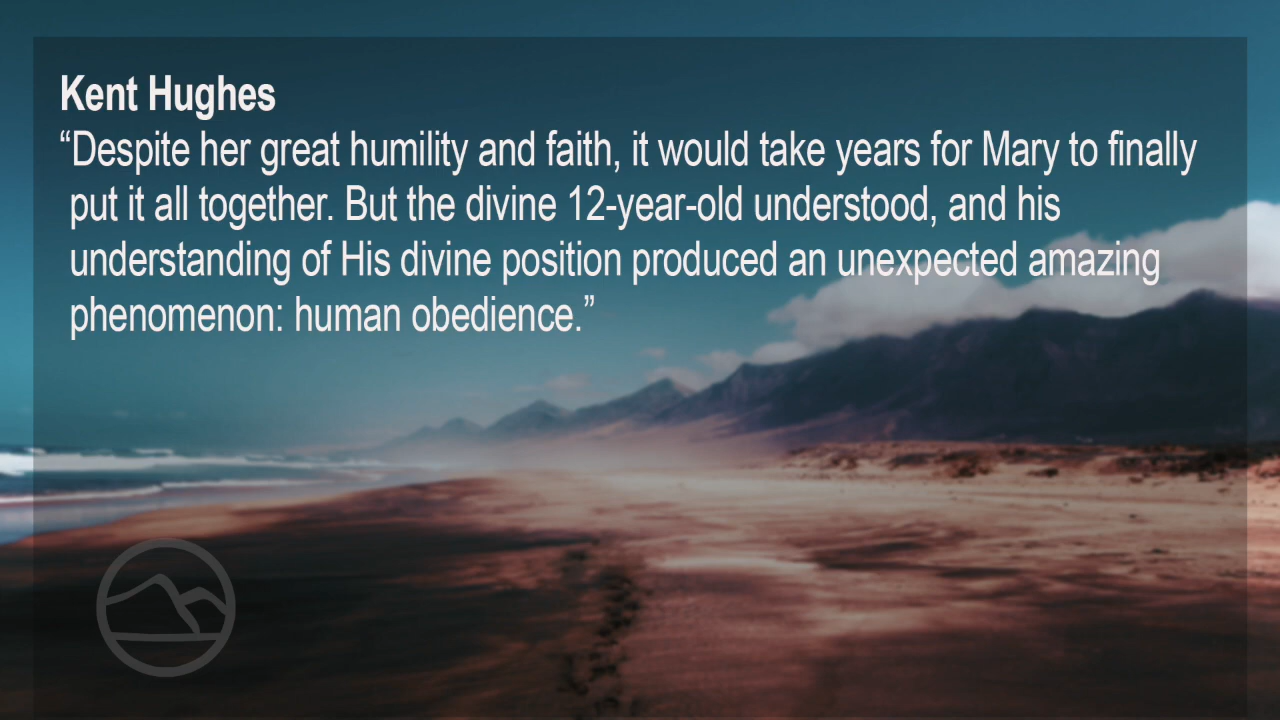 Kent Hughes
“Despite her great humility and faith, it would take years for Mary to finally
put it all together. But the divine 12-year-old understood, and his
understanding of His divine position produced an unexpected amazing
phenomenon: human obedience.”